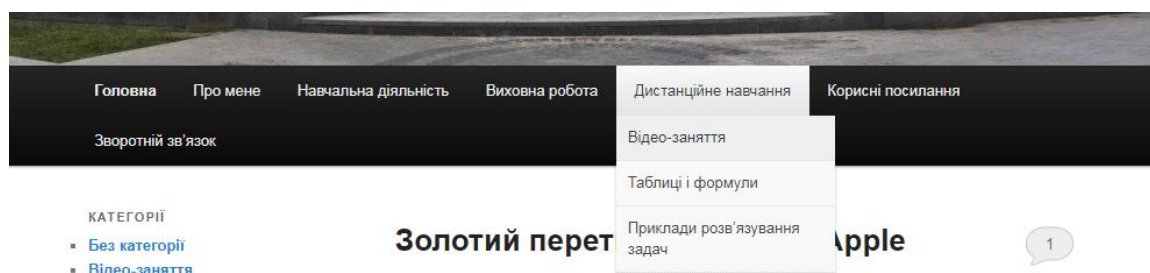 Головна Про мене Навчальна діяльність Виховна робота Дистанційне навчання Корисні посилання
Зворотній зв'язок Відео-заняття
Таблиці і формули
КАТЕГОРІЇ
Приклади розв'язування
задач
Без категорії
Золотий перет Apple 1
Відео-заняття